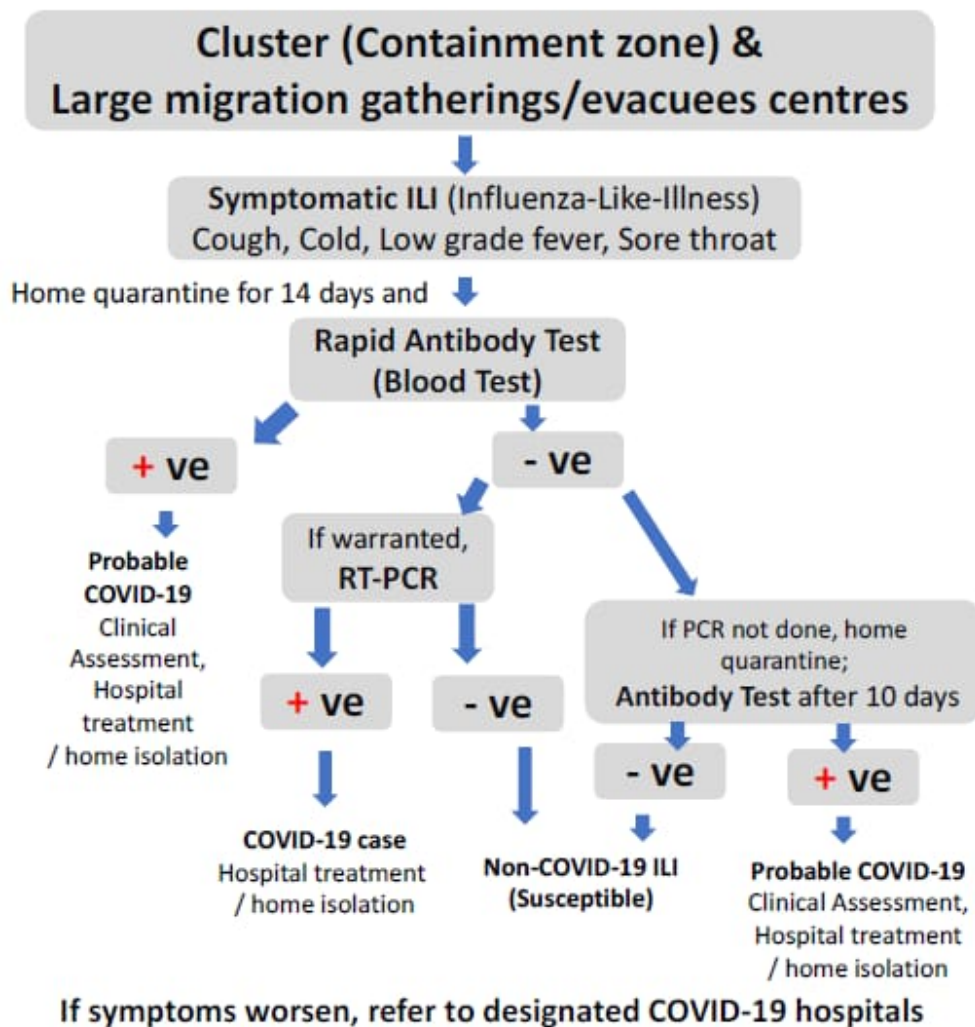 Cluster (Containment zone) &
Large migration gatherings/evacuees centres
Symptomatic ILI (Influenza-Like-Illness)
Cough, Cold, Low grade fever, Sore throat
Home quarantine for 14 days and
Rapid Antibody Test
(Blood Test)
+ ve
- ve
Probable
COVID-19
Clinical
Assessment,
Hospital
treatment
/ home isolation
If warranted,
RT-PCR
If PCR not done, home
quarantine;
Antibody Test after 10 days
+ ve
- ve
- ve
+ ve
COVID-19 case
Hospital treatment
/ home isolation
Non-COVID-19 ILI
(Susceptible)
Probable COVID-19
Clinical Assessment,
Hospital treatment
/ home isolation
If symptoms worsen, refer to designated COVID-19 hospitals